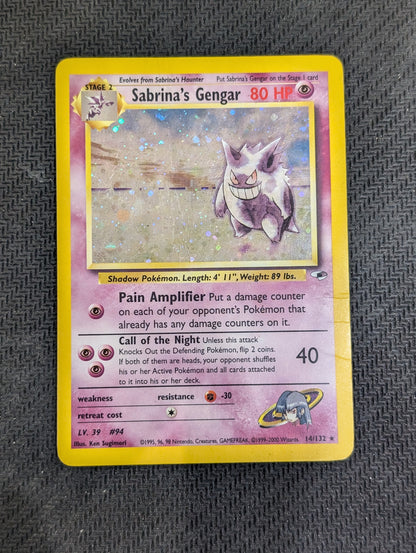 Evolves from Sabrina's Haunter Put Sabrina's Gengar on the Stage 1 card
STAGE 2
Sabrina's Gengar 80 HP
Shadow Pokémon. Length: 4' 11", Weight: 89 lbs.
Pain Amplifier Put a damage counter
on each of your opponent's Pokémon that
already has any damage counters on it.
Call of the Night Unless this attack
Knocks Out the Defending Pokémon, flip 2 coins.
If both of them are heads, your opponent shuffles
his or her Active Pokémon and all cards attached
to it into his or her deck.
40
weakness resistance -30
retreat cost
LV. 39 #94
Illus. Ken Sugimori ©1995, 96, 98 Nintendo, Creatures, GAMEFREAK. ©1999-2000 Wizards. 14/132